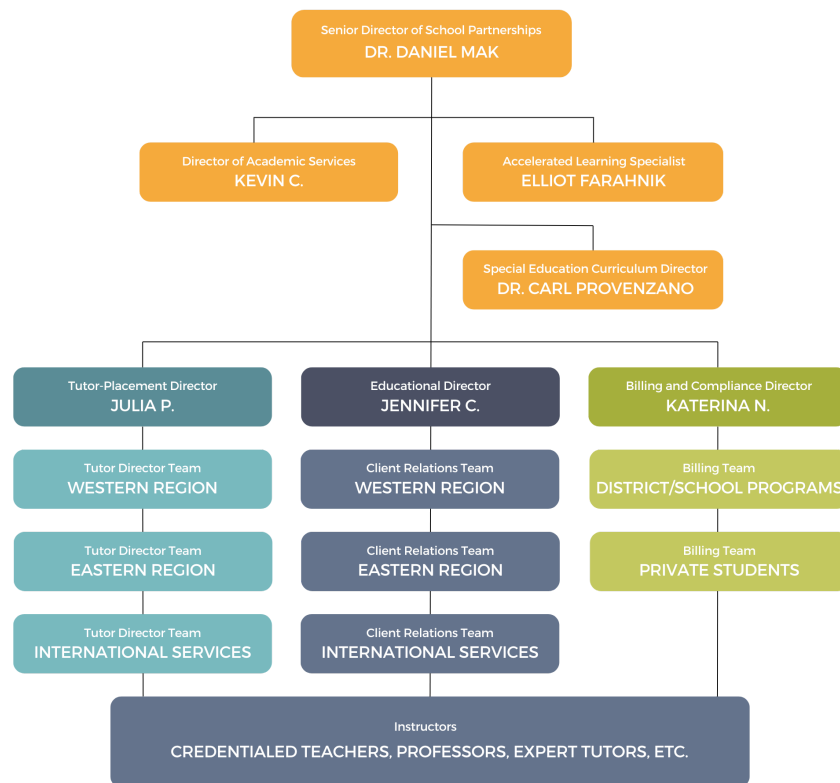 Senior Director of School Partnerships
DR. DANIEL MAK
Director of Academic Services
KEVIN C.
Accelerated Learning Specialist
ELLIOT FARAHNIK
Special Education Curriculum Director
DR. CARL PROVENZANO
Tutor-Placement Director
JULIA P.
Educational Director
JENNIFER C.
Billing and Compliance Director
KATERINA N.
Tutor Director Team
WESTERN REGION
Client Relations Team
WESTERN REGION
Billing Team
DISTRICT/SCHOOL PROGRAMS
Tutor Director Team
EASTERN REGION
Client Relations Team
EASTERN REGION
Billing Team
PRIVATE STUDENTS
Tutor Director Team
INTERNATIONAL SERVICES
Client Relations Team
INTERNATIONAL SERVICES
Instructors
CREDENTIALED TEACHERS, PROFESSORS, EXPERT TUTORS, ETC.